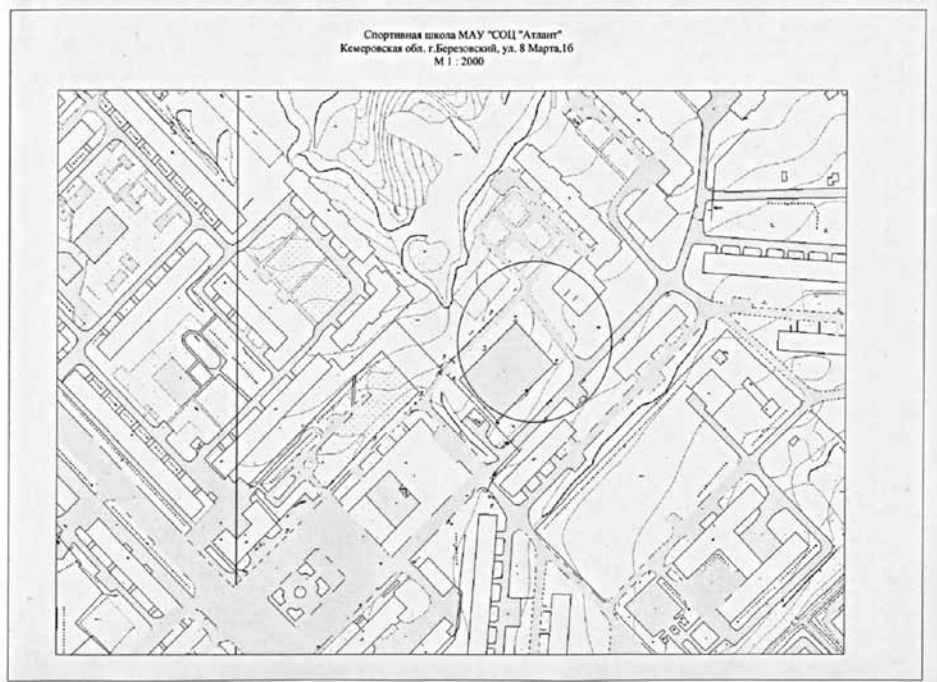 Спортивная школа МАУ "СОЦ "Атлант"
Кемеровская обл. г.Березовский, ул. 8 Марта,16
М 1 : 2000